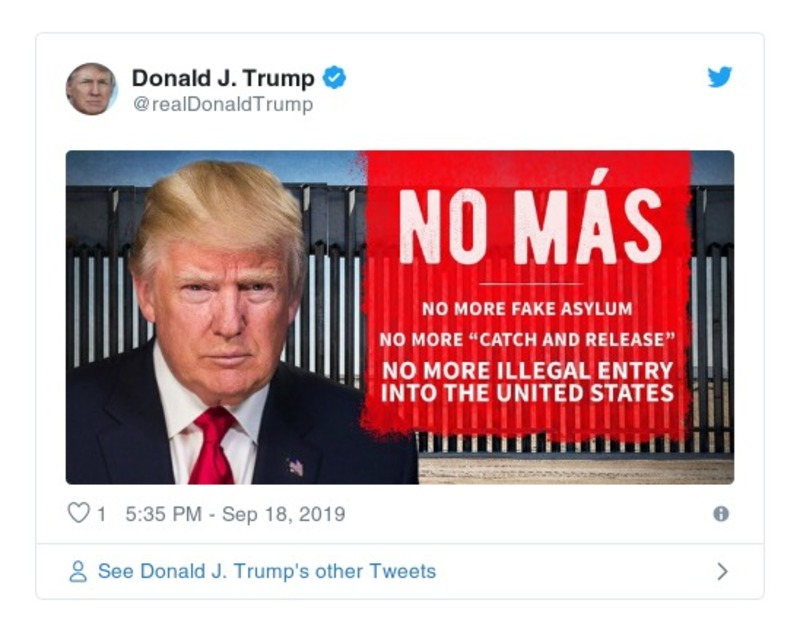 Donald J. Trump
@realDonaldTrump
NO MÁS
NO MORE FAKE ASYLUM
NO MORE “CATCH AND RELEASE”
NO MORE ILLEGAL ENTRY
INTO THE UNITED STATES
1 5:35 PM - Sep 18, 2019
See Donald J. Trump's other Tweets